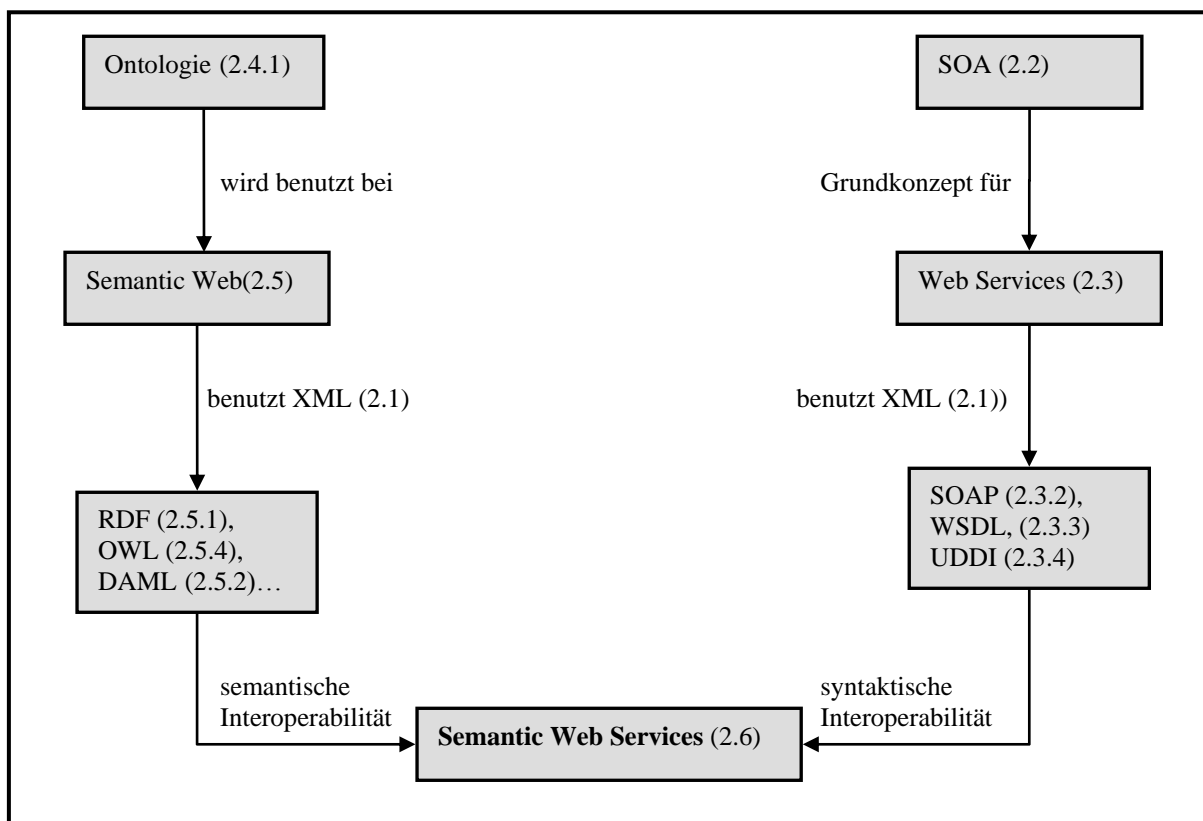 Ontologie (2.4.1)
SOA (2.2)
wird benutzt bei
Grundkonzept für
Semantic Web(2.5)
Web Services (2.3)
benutzt XML (2.1)
benutzt XML (2.1))
RDF (2.5.1),
OWL (2.5.4),
DAML (2.5.2)…
SOAP (2.3.2),
WSDL, (2.3.3)
UDDI (2.3.4)
semantische
Interoperabilität
syntaktische
Interoperabilität
Semantic Web Services (2.6)